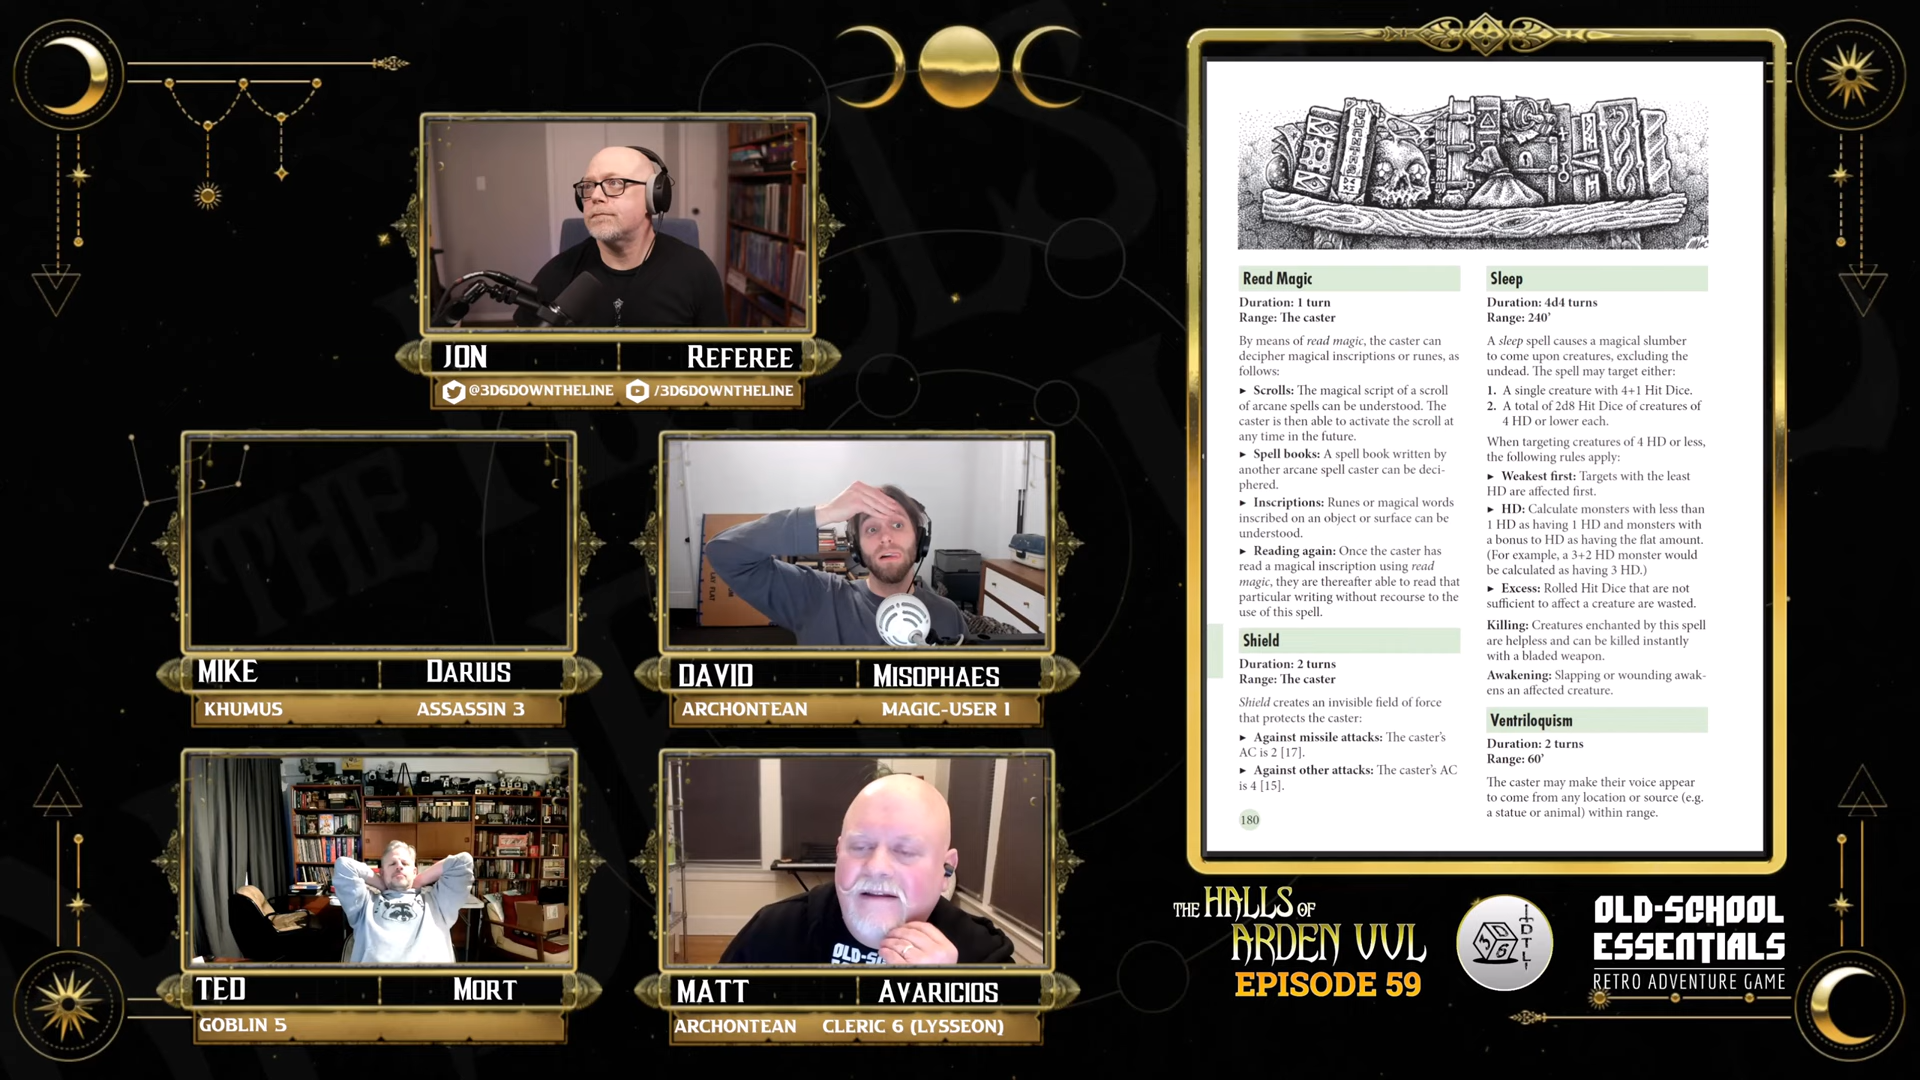 JON
REFEREE
@3D6DOWNTHELINE
/3D6DOWNTHELINE
MIKE
DARIUS
KHUMUS
ASSASSIN 3
DAVID
MISOPHAES
ARCHONTEAN
MAGIC-USER 1
TED
MORT
GOBLIN 5
MATT
AVARICIOS
ARCHONTEAN
CLERIC 6 (LYSSEON)
OLD-S
Read Magic
Duration: 1 turn
Range: The caster
By means of read magic, the caster can
decipher magical inscriptions or runes, as
follows:
► Scrolls: The magical script of a scroll
of arcane spells can be understood. The
caster is then able to activate the scroll at
any time in the future.
► Spell books: A spell book written by
another arcane spell caster can be deci-
phered.
► Inscriptions: Runes or magical words
inscribed on an object or surface can be
understood.
► Reading again: Once the caster has
read a magical inscription using read
magic, they are thereafter able to read that
particular writing without recourse to the
use of this spell.
Shield
Duration: 2 turns
Range: The caster
Shield creates an invisible field of force
that protects the caster:
► Against missile attacks: The caster's
AC is 2 [17].
► Against other attacks: The caster's AC
is 4 [15].
180
Sleep
Duration: 4d4 turns
Range: 240'
A sleep spell causes a magical slumber
to come upon creatures, excluding the
undead. The spell may target either:
1. A single creature with 4+1 Hit Dice.
2. A total of 2d8 Hit Dice of creatures of
4 HD or lower each.
When targeting creatures of 4 HD or less,
the following rules apply:
► Weakest first: Targets with the least
HD are affected first.
► HD: Calculate monsters with less than
1 HD as having 1 HD and monsters with
a bonus to HD as having the flat amount.
(For example, a 3+2 HD monster would
be calculated as having 3 HD.)
► Excess: Rolled Hit Dice that are not
sufficient to affect a creature are wasted.
Killing: Creatures enchanted by this spell
are helpless and can be killed instantly
with a bladed weapon.
Awakening: Slapping or wounding awak-
ens an affected creature.
Ventriloquism
Duration: 2 turns
Range: 60'
The caster may make their voice appear
to come from any location or source (e.g.
a statue or animal) within range.
THE HALLS OF
ARDEN VUL
EPISODE 59
3D6
DTL
OLD-SCHOOL
ESSENTIALS
RETRO ADVENTURE GAME